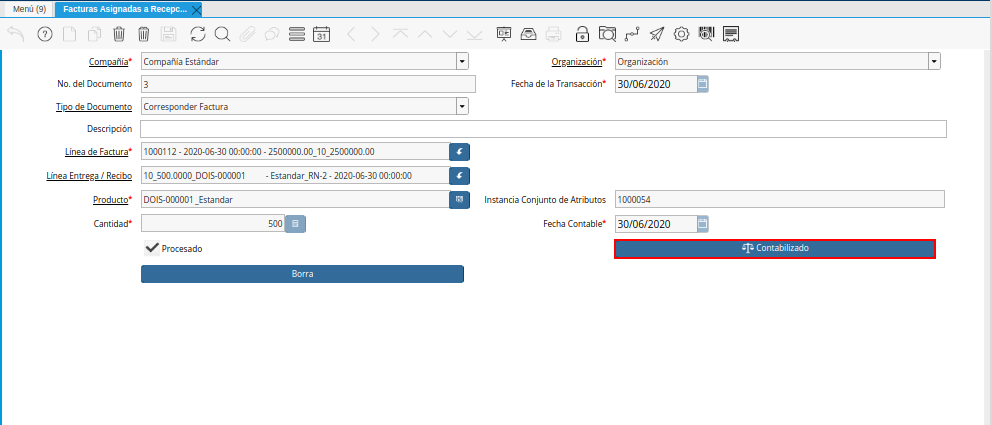 Menú (9) Facturas Asignadas a Recepc...
31
Compañía* Compañía Estándar Organización* Organización
No. del Documento 3 Fecha de la Transacción* 30/06/2020
Tipo de Documento Corresponder Factura
Descripción
Línea de Factura* 1000112 - 2020-06-30 00:00:00 - 2500000.00_10_2500000.00
Línea Entrega / Recibo 10_500.0000_DOIS-000001 - Estandar_RN-2 - 2020-06-30 00:00:00
Producto* DOIS-000001_Estandar Instancia Conjunto de Atributos 1000054
Cantidad* 500 Fecha Contable* 30/06/2020
Procesado Contabilizado
Borra